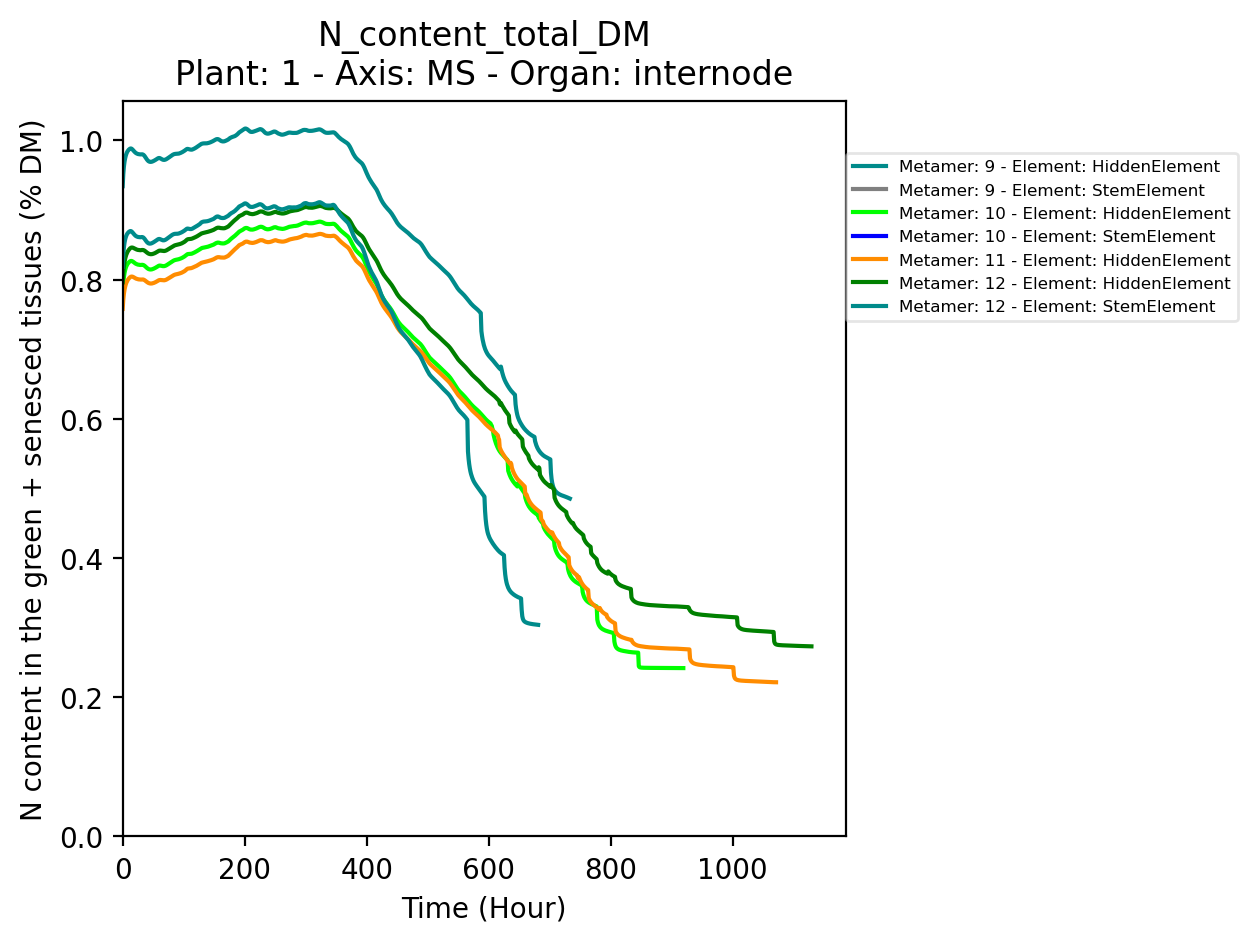 N_content_total_DM
Plant: 1 - Axis: MS - Organ: internode
N content in the green + senesced tissues (% DM)
1.0
0.8
0.6
0.4
0.2
0.0
0 200 400 600 800 1000
Time (Hour)
Metamer: 9 - Element: HiddenElement
Metamer: 9 - Element: StemElement
Metamer: 10 - Element: HiddenElement
Metamer: 10 - Element: StemElement
Metamer: 11 - Element: HiddenElement
Metamer: 12 - Element: HiddenElement
Metamer: 12 - Element: StemElement